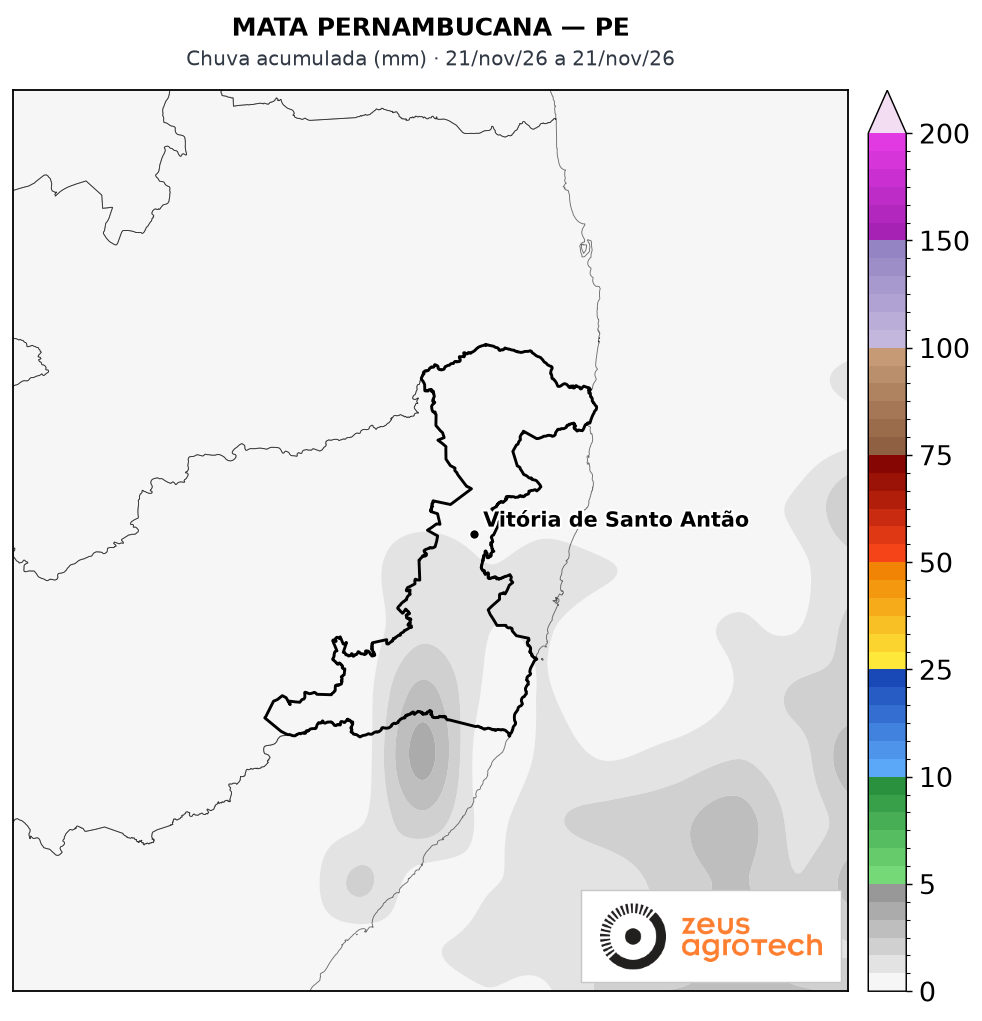 MATA PERNAMBUCANA — PE
Chuva acumulada (mm) · 21/nov/26 a 21/nov/26
200
150
100
75
50
25
10
5
0
Vitória de Santo Antão
zeus
agrotech